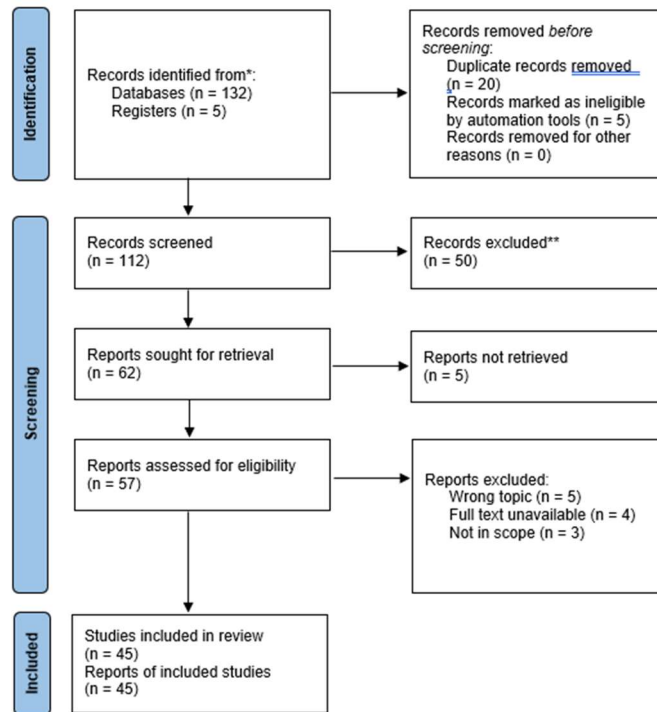 Identification
Records identified from*:
Databases (n = 132)
Registers (n = 5)
Records removed before
screening:
Duplicate records removed
(n = 20)
Records marked as ineligible
by automation tools (n = 5)
Records removed for other
reasons (n = 0)
Screening
Records screened
(n = 112)
Records excluded**
(n = 50)
Reports sought for retrieval
(n = 62)
Reports not retrieved
(n = 5)
Reports assessed for eligibility
(n = 57)
Reports excluded:
Wrong topic (n = 5)
Full text unavailable (n = 4)
Not in scope (n = 3)
Included
Studies included in review
(n = 45)
Reports of included studies
(n = 45)